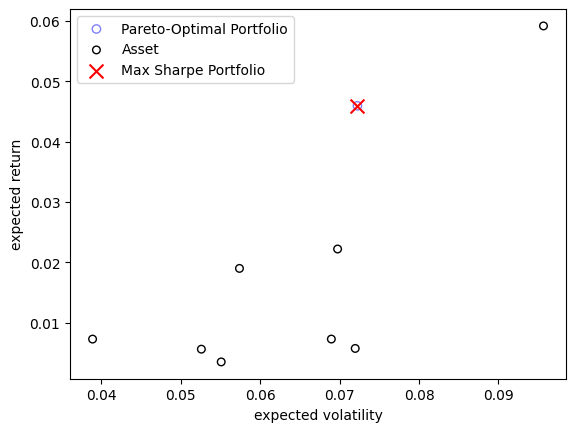 Pareto-Optimal Portfolio
Asset
Max Sharpe Portfolio
0.06
0.05
0.04
0.03
0.02
0.01
expected return
0.04 0.05 0.06 0.07 0.08 0.09
expected volatility